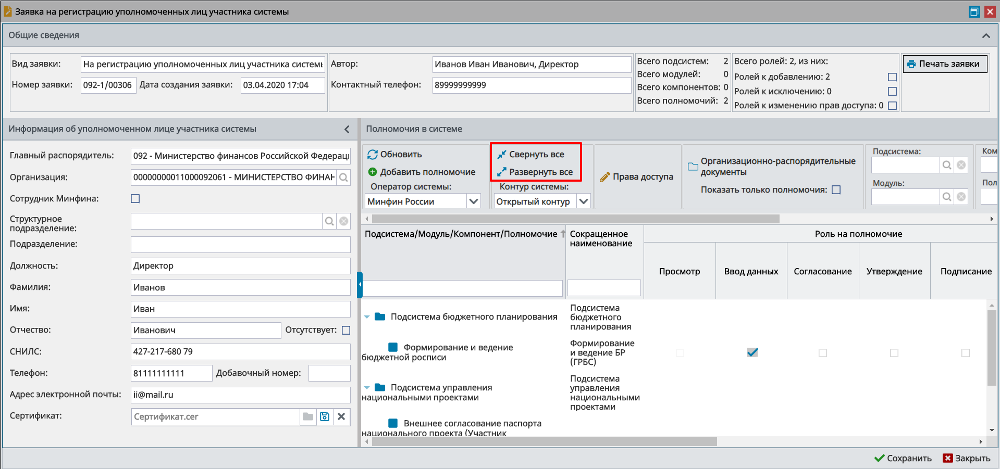 Заявка на регистрацию уполномоченных лиц участника системы
Общие сведения
Вид заявки:
На регистрацию уполномоченных лиц участника системы
Номер заявки:
092-1/00306
Дата создания заявки:
03.04.2020 17:04
Автор:
Иванов Иван Иванович, Директор
Контактный телефон:
89999999999
Всего подсистем: 2
Всего модулей: 0
Всего компонентов: 0
Всего полномочий: 2
Всего ролей: 2, из них:
Ролей к добавлению: 2
Ролей к исключению: 0
Ролей к изменению прав доступа: 0
Печать заявки
Информация об уполномоченном лице участника системы
Главный распорядитель:
092 - Министерство финансов Российской Федераци
Организация:
00000000011000092061 - МИНИСТЕРСТВО ФИНАН
Сотрудник Минфина:
Структурное
подразделение:
Подразделение:
Должность:
Директор
Фамилия:
Иванов
Имя:
Иван
Отчество:
Иванович
Отсутствует:
СНИЛС:
427-217-680 79
Телефон:
81111111111
Добавочный номер:
Адрес электронной почты:
ii@mail.ru
Сертификат:
Сертификат.cer
Полномочия в системе
Обновить
Добавить полномочие
Оператор системы:
Минфин России
Свернуть все
Развернуть все
Контур системы:
Открытый контур
Права доступа
Организационно-распорядительные
документы
Показать только полномочия:
Подсистема:
Модуль:
Ком
Пол
Подсистема/Модуль/Компонент/Полномочие
Сокращенное
наименование
Роль на полномочие
Просмотр
Ввод данных
Согласование
Утверждение
Подписание
Подсистема бюджетного планирования
Подсистема
бюджетного
планирования
Формирование и ведение
бюджетной росписи
Формирование
и ведение БР
(ГРБС)
Подсистема управления
национальными проектами
Подсистема
управления
национальными
проектами
Внешнее согласование паспорта
национального проекта (Участник
Сохранить
Закрыть